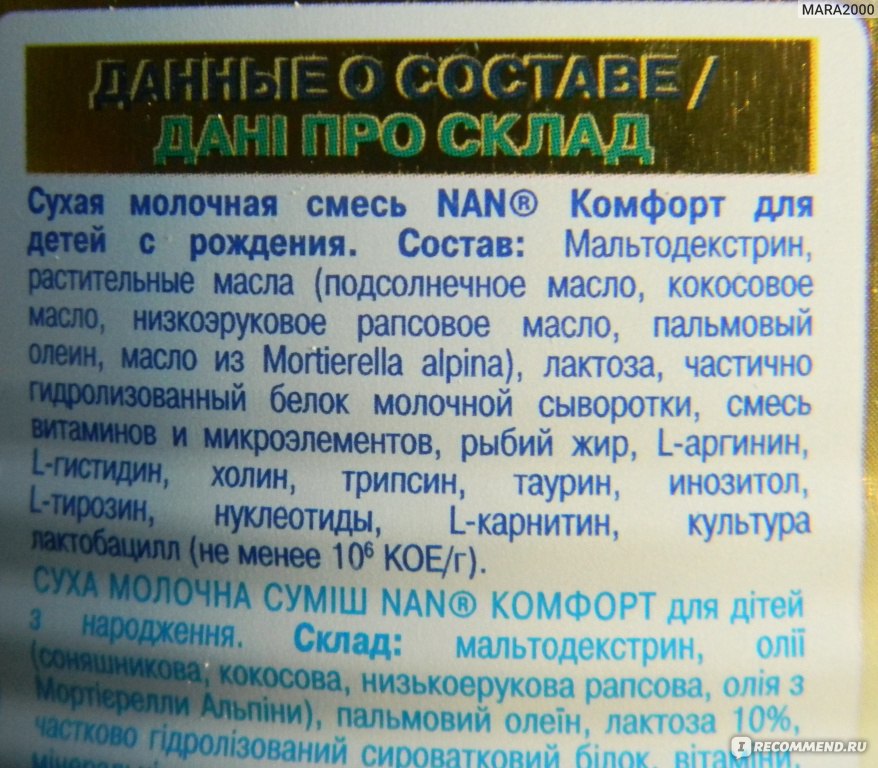 MARA2000
ДАННЫЕ О СОСТАВЕ /
ДАНІ ПРО СКЛАД
Сухая молочная смесь NAN® Комфорт для
детей с рождения. Состав: Мальтодекстрин,
растительные масла (подсолнечное масло, кокосовое
масло, низкоэруковое рапсовое масло, пальмовый
олеин, масло из Mortierella alpina), лактоза, частично
гидролизованный белок молочной сыворотки, смесь
витаминов и микроэлементов, рыбий жир, L-аргинин,
L-гистидин, холин, трипсин, таурин, инозитол,
L-тирозин, нуклеотиды, L-карнитин, культура
лактобацилл (не менее 10⁶ КОЕ/г).
СУХА МОЛОЧНА СУМІШ NAN® КОМФОРТ для дітей
з народження. Склад: мальтодекстрин, олії
(соняшникова, кокосова, низькоерукова рапсова, олія з
Мортієрелли Альпіни), пальмовий олеїн, лактоза 10%,
частково гідролізований сироватковий білок, вітаміни,
IRECOMMEND.RU